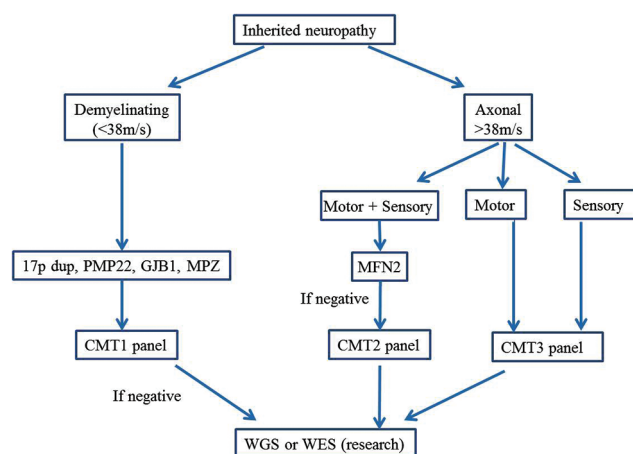 Inherited neuropathy
Demyelinating
(<38m/s)
Axonal
>38m/s
Motor + Sensory
Motor
Sensory
17p dup, PMP22, GJB1, MPZ
MFN2
If negative
CMT1 panel
CMT2 panel
CMT3 panel
If negative
WGS or WES (research)